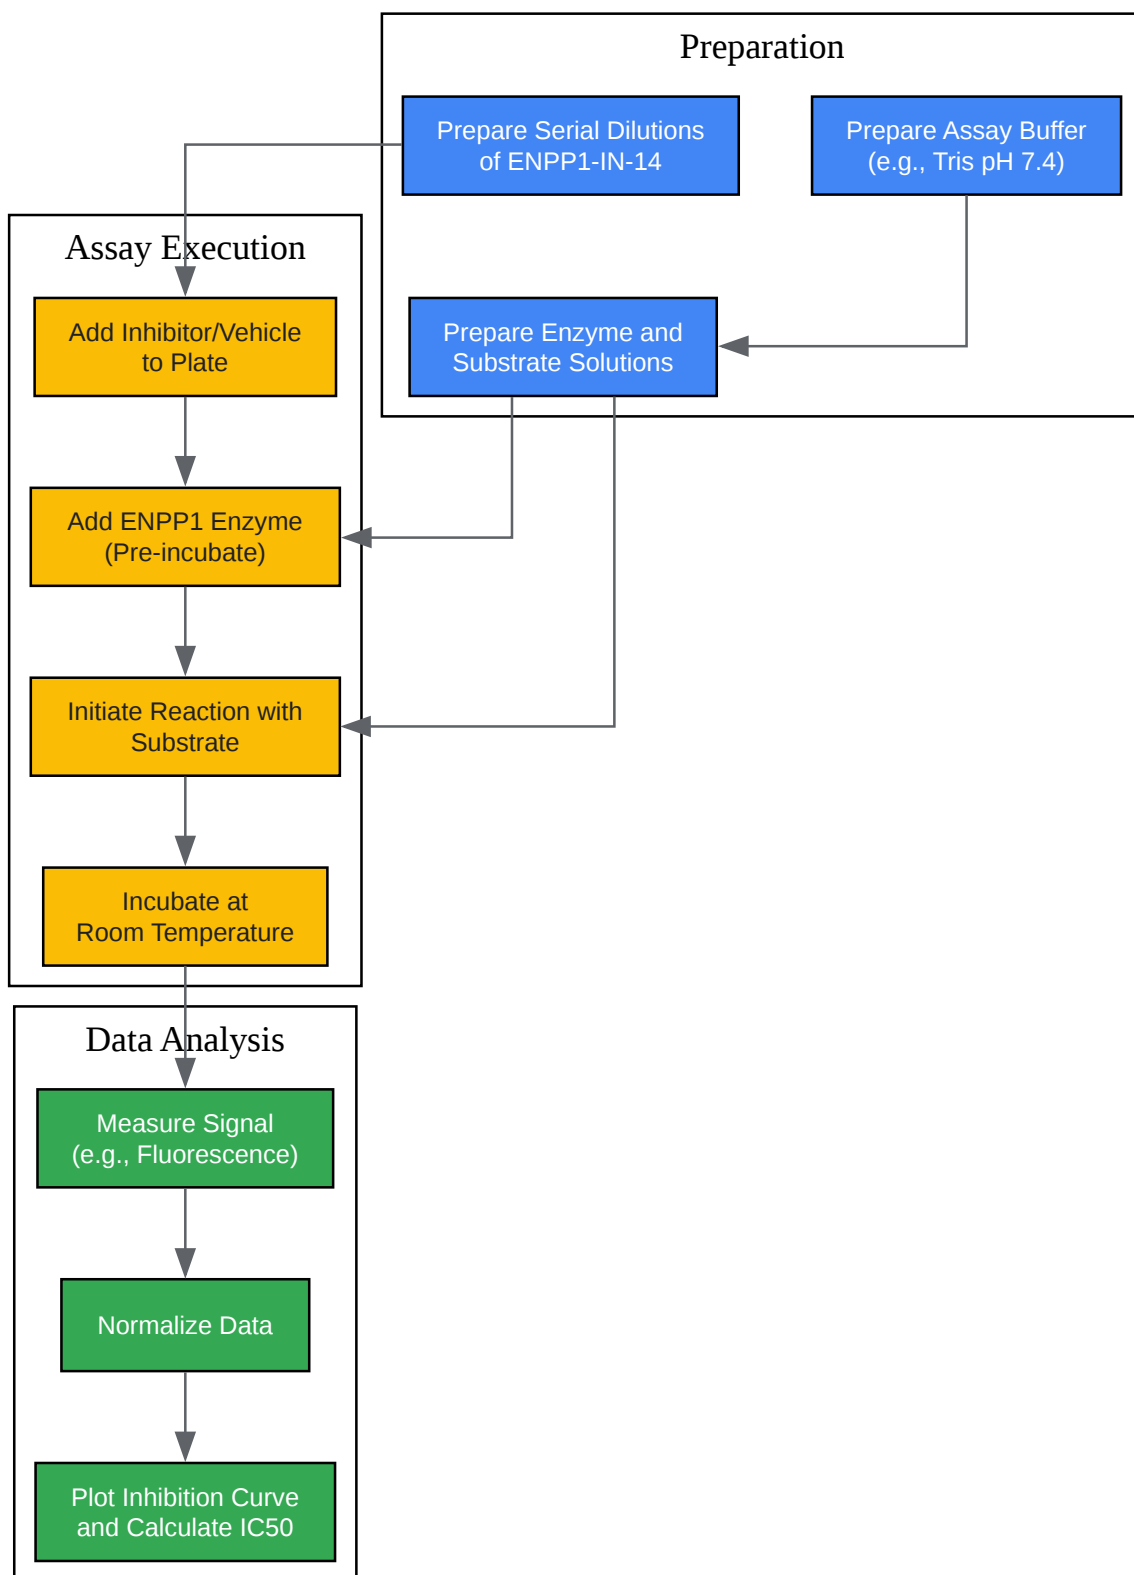 Preparation
Prepare Serial Dilutions
of ENPP1-IN-14
Prepare Assay Buffer
(e.g., Tris pH 7.4)
Prepare Enzyme and
Substrate Solutions
Assay Execution
Add Inhibitor/Vehicle
to Plate
Add ENPP1 Enzyme
(Pre-incubate)
Initiate Reaction with
Substrate
Incubate at
Room Temperature
Data Analysis
Measure Signal
(e.g., Fluorescence)
Normalize Data
Plot Inhibition Curve
and Calculate IC50